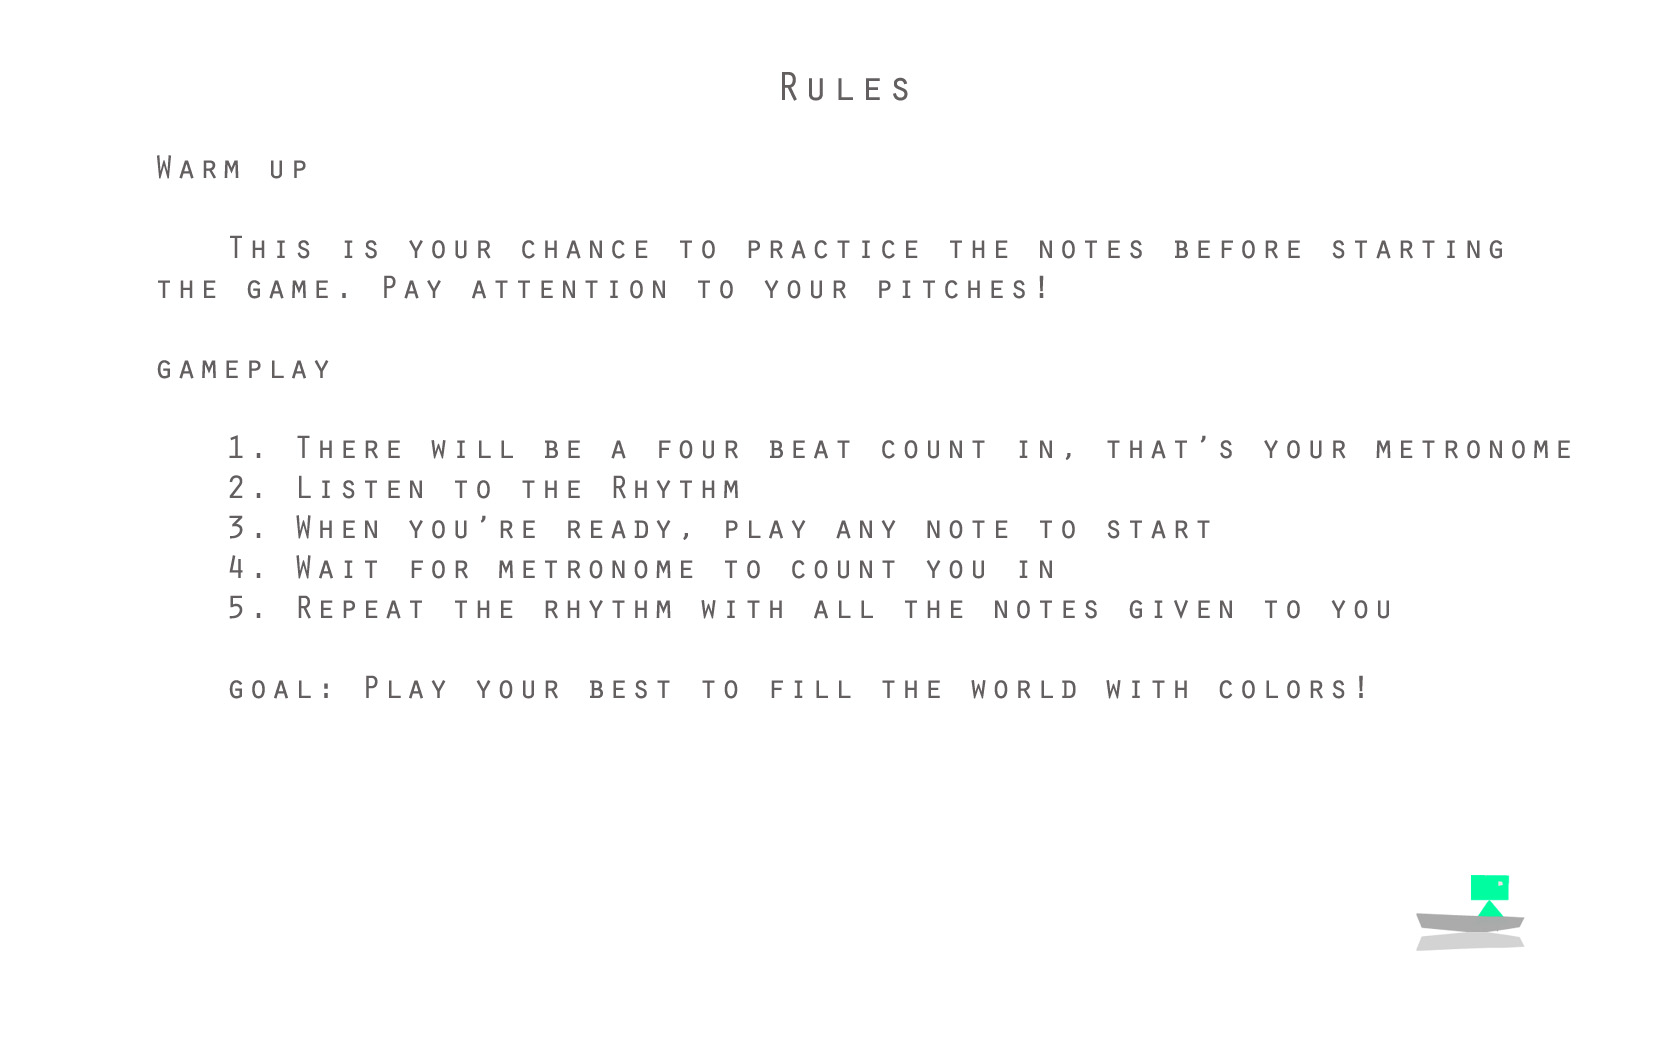 Rules
Warm up
This is your chance to practice the notes before starting
the game. Pay attention to your pitches!
gameplay
1. There will be a four beat count in, that’s your metronome
2. Listen to the Rhythm
3. When you’re ready, play any note to start
4. Wait for metronome to count you in
5. Repeat the rhythm with all the notes given to you
goal: Play your best to fill the world with colors!